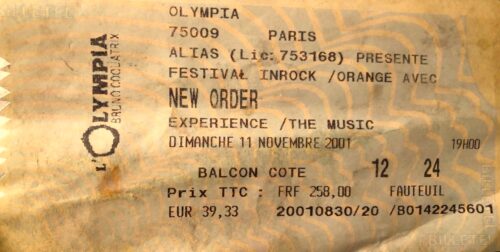 L'OLYMPIA
BRUNO COQUATRIX
OLYMPIA
75009 PARIS
ALIAS (Lic: 753168) PRESENTE
FESTIVAL INROCK /ORANGE AVEC
NEW ORDER
EXPERIENCE /THE MUSIC
DIMANCHE 11 NOVEMBRE 2001 19H00
BALCON COTE 12 24
Prix TTC : FRF 258,00 FAUTEUIL
EUR 39,33 20010830/20 /B0142245601